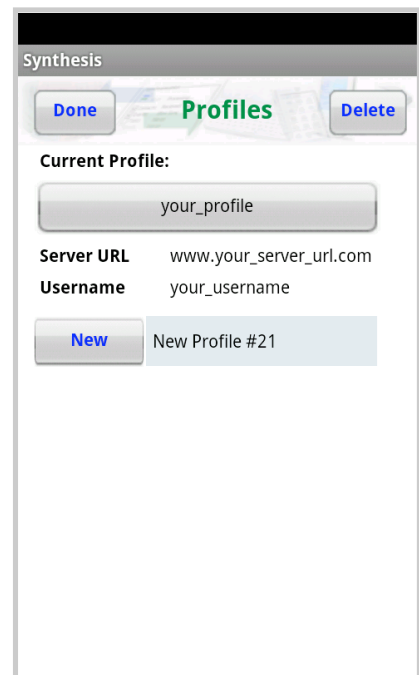 Synthesis
Done Profiles Delete
Current Profile:
your_profile
Server URL www.your_server_url.com
Username your_username
New New Profile #21